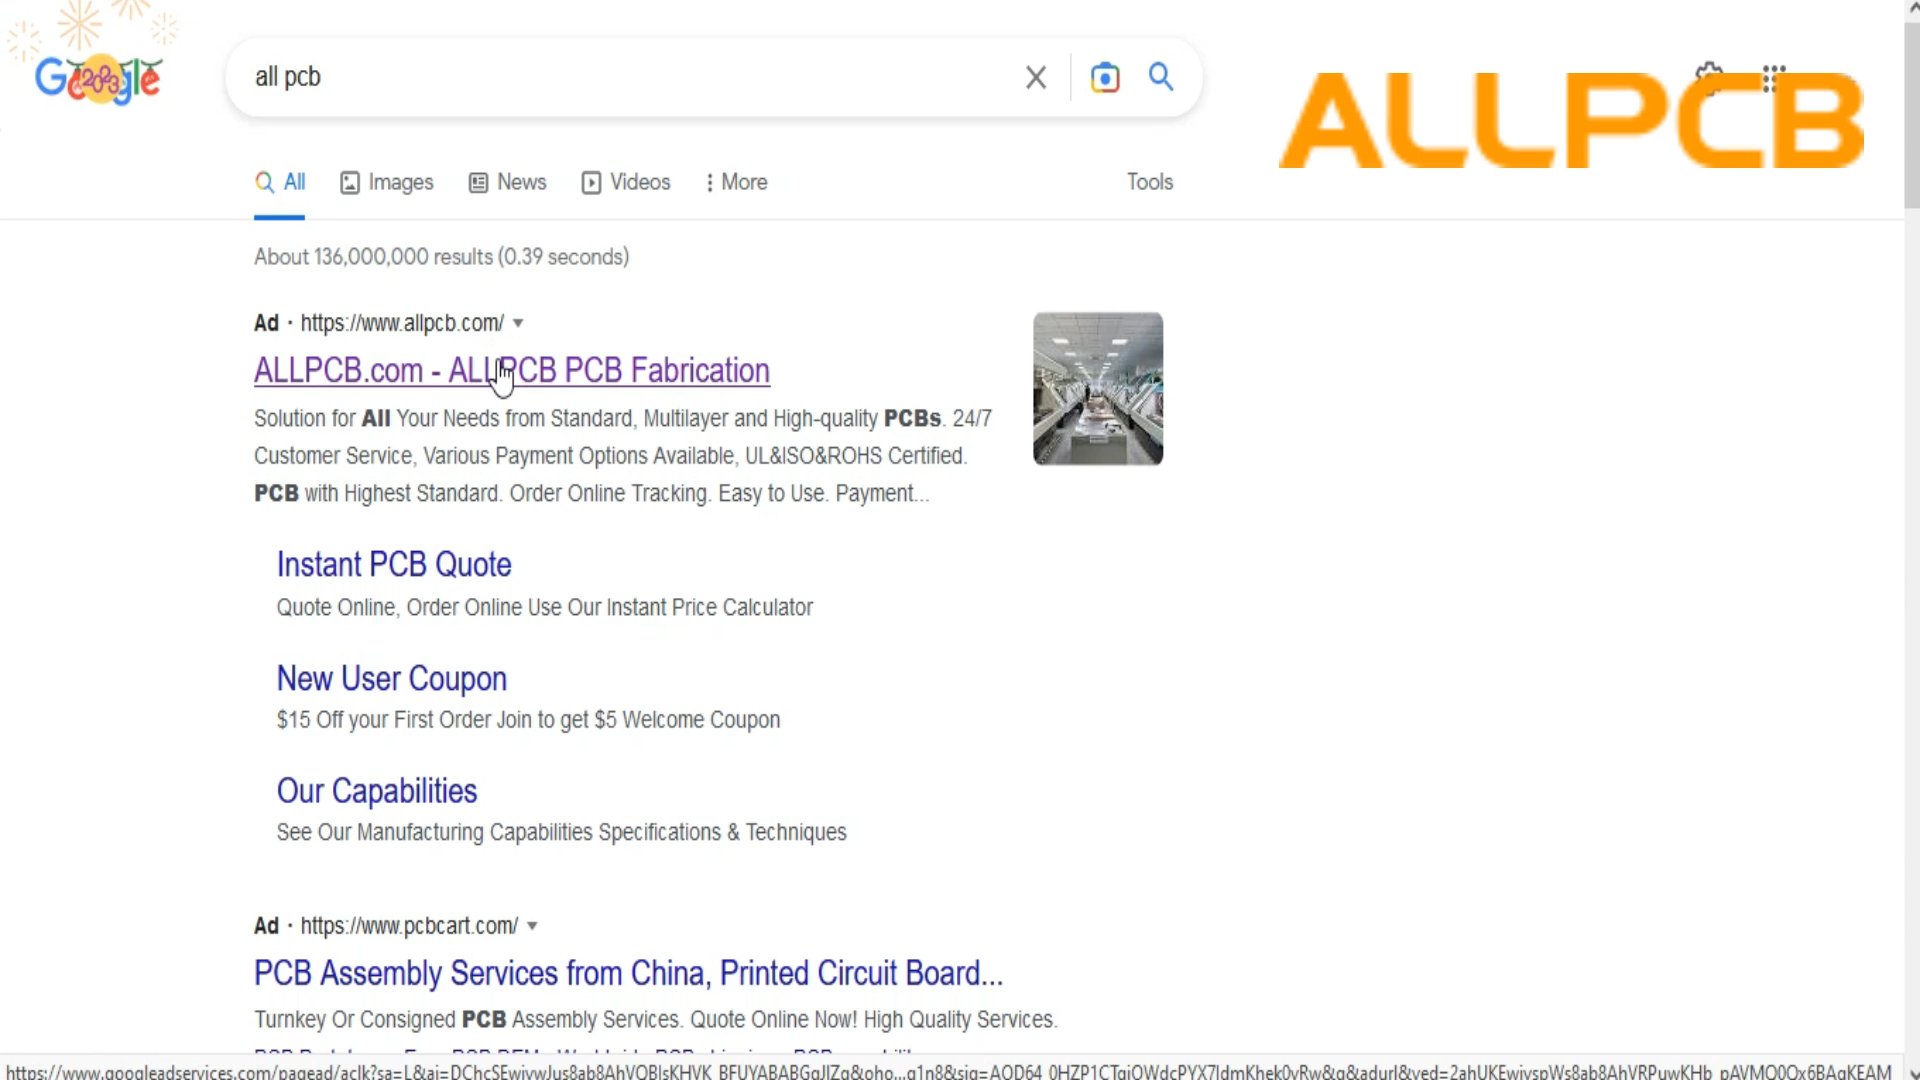 Google 2023
all pcb
ALLPCB
All
Images
News
Videos
More
Tools
About 136,000,000 results (0.39 seconds)
Ad · https://www.allpcb.com/
ALLPCB.com - ALLPCB PCB Fabrication
Solution for All Your Needs from Standard, Multilayer and High-quality PCBs. 24/7
Customer Service, Various Payment Options Available, UL&ISO&ROHS Certified.
PCB with Highest Standard. Order Online Tracking. Easy to Use. Payment...
Instant PCB Quote
Quote Online, Order Online Use Our Instant Price Calculator
New User Coupon
$15 Off your First Order Join to get $5 Welcome Coupon
Our Capabilities
See Our Manufacturing Capabilities Specifications & Techniques
Ad · https://www.pcbcart.com/
PCB Assembly Services from China, Printed Circuit Board...
Turnkey Or Consigned PCB Assembly Services. Quote Online Now! High Quality Services.